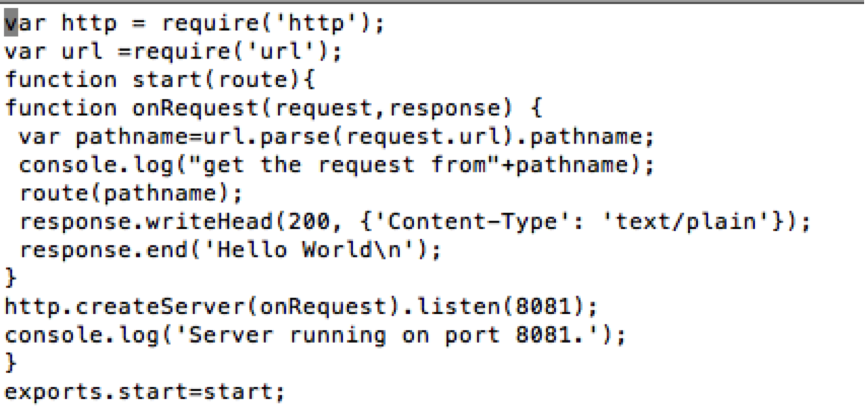 var http = require('http');
var url =require('url');
function start(route){
function onRequest(request,response) {
 var pathname=url.parse(request.url).pathname;
 console.log("get the request from"+pathname);
 route(pathname);
 response.writeHead(200, {'Content-Type': 'text/plain'});
 response.end('Hello World\n');
}
http.createServer(onRequest).listen(8081);
console.log('Server running on port 8081.');
}
exports.start=start;